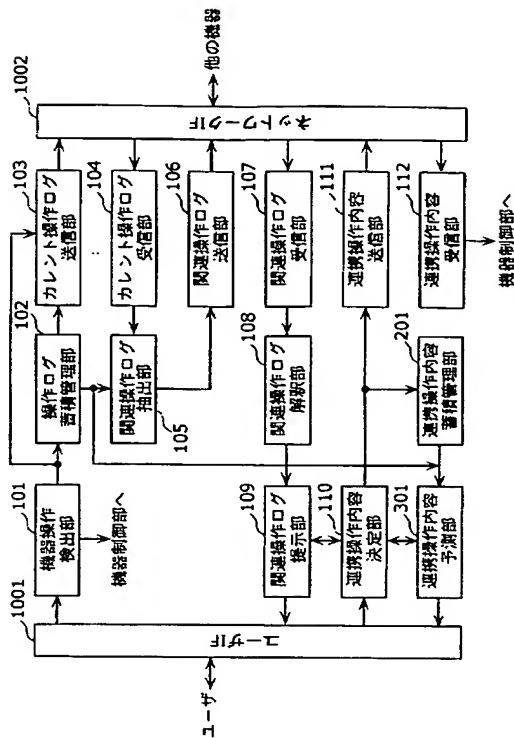 1001
ユーザIF
ユーザ
101
機器操作
検出部
機器制御部へ
102
操作ログ
蓄積管理部
103
カレント操作ログ
送信部
104
カレント操作ログ
受信部
関連操作ログ
抽出部
105
106
関連操作ログ
送信部
107
関連操作ログ
受信部
108
関連操作ログ
解釈部
109
関連操作ログ
提示部
110
連携操作内容
決定部
111
連携操作内容
送信部
112
連携操作内容
受信部
機器制御部へ
201
連携操作内容
蓄積管理部
301
連携操作内容
予測部
1002
ネットワークIF
他の機器